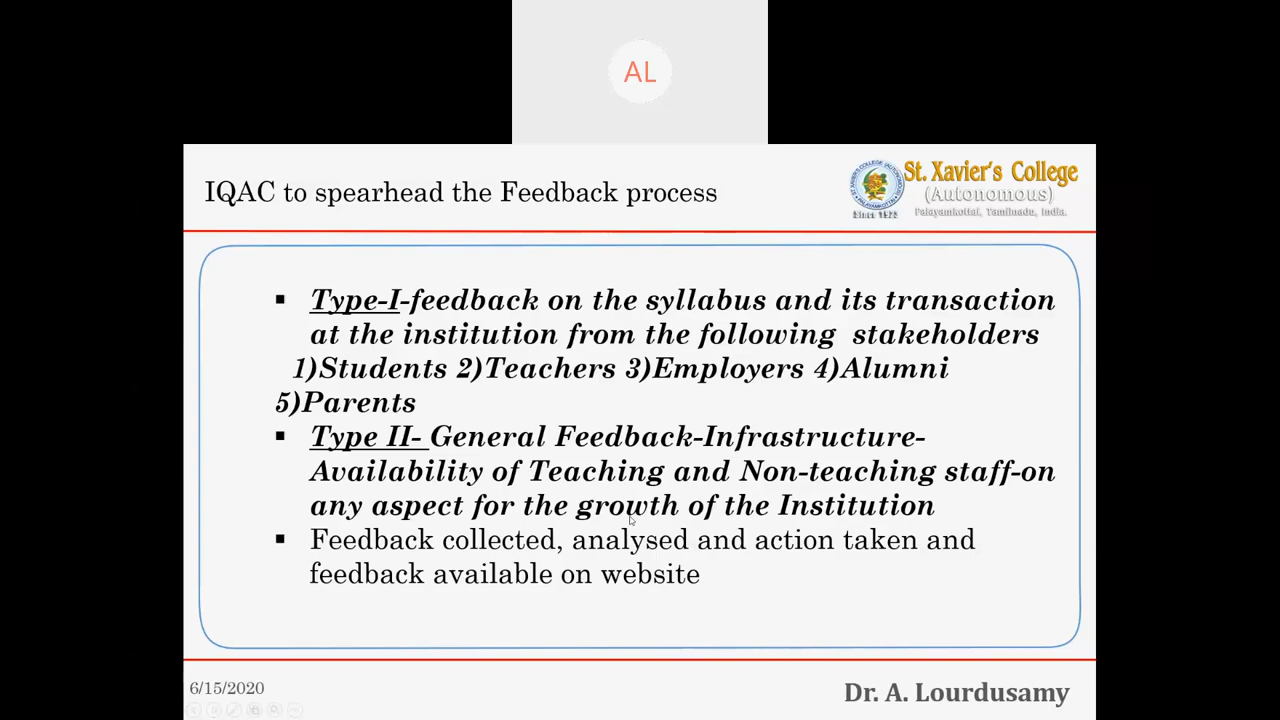 AL
IQAC to spearhead the Feedback process
St. Xavier's College
(Autonomous)
Palayamkottai, Tamilnadu, India.
Since 1923
▪ Type-I-feedback on the syllabus and its transaction
at the institution from the following stakeholders
1)Students 2)Teachers 3)Employers 4)Alumni
5)Parents
▪ Type II- General Feedback-Infrastructure-
Availability of Teaching and Non-teaching staff-on
any aspect for the growth of the Institution
▪ Feedback collected, analysed and action taken and
feedback available on website
6/15/2020
Dr. A. Lourdusamy